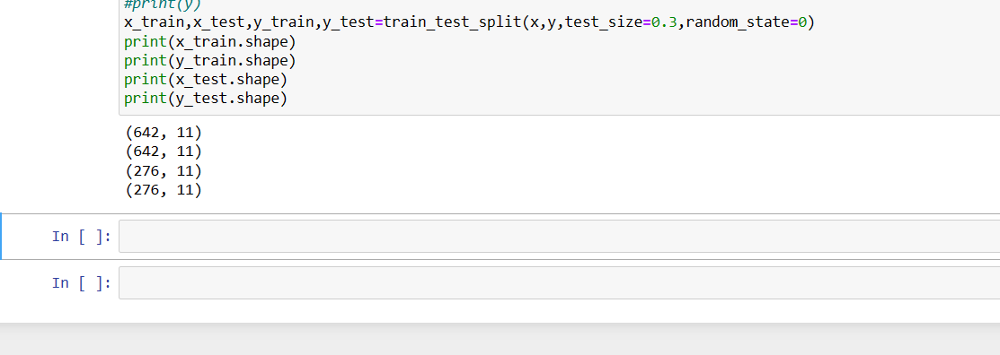 #print(y)
x_train,x_test,y_train,y_test=train_test_split(x,y,test_size=0.3,random_state=0)
print(x_train.shape)
print(y_train.shape)
print(x_test.shape)
print(y_test.shape)
(642, 11)
(642, 11)
(276, 11)
(276, 11)
In [ ]:
In [ ]: